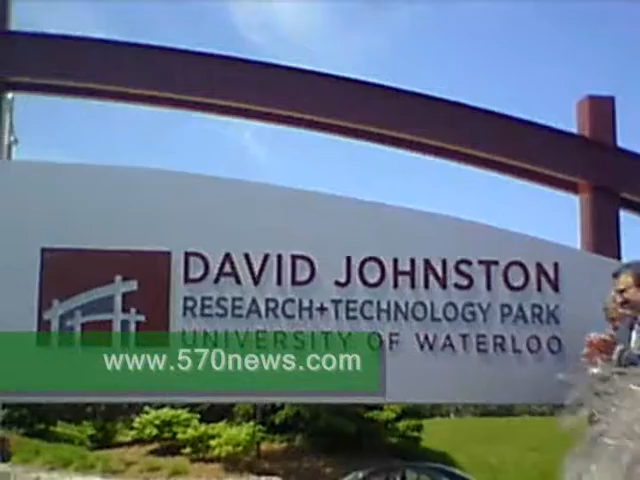 DAVID JOHNSTON
RESEARCH+TECHNOLOGY PARK
UNIVERSITY OF WATERLOO
www.570news.com